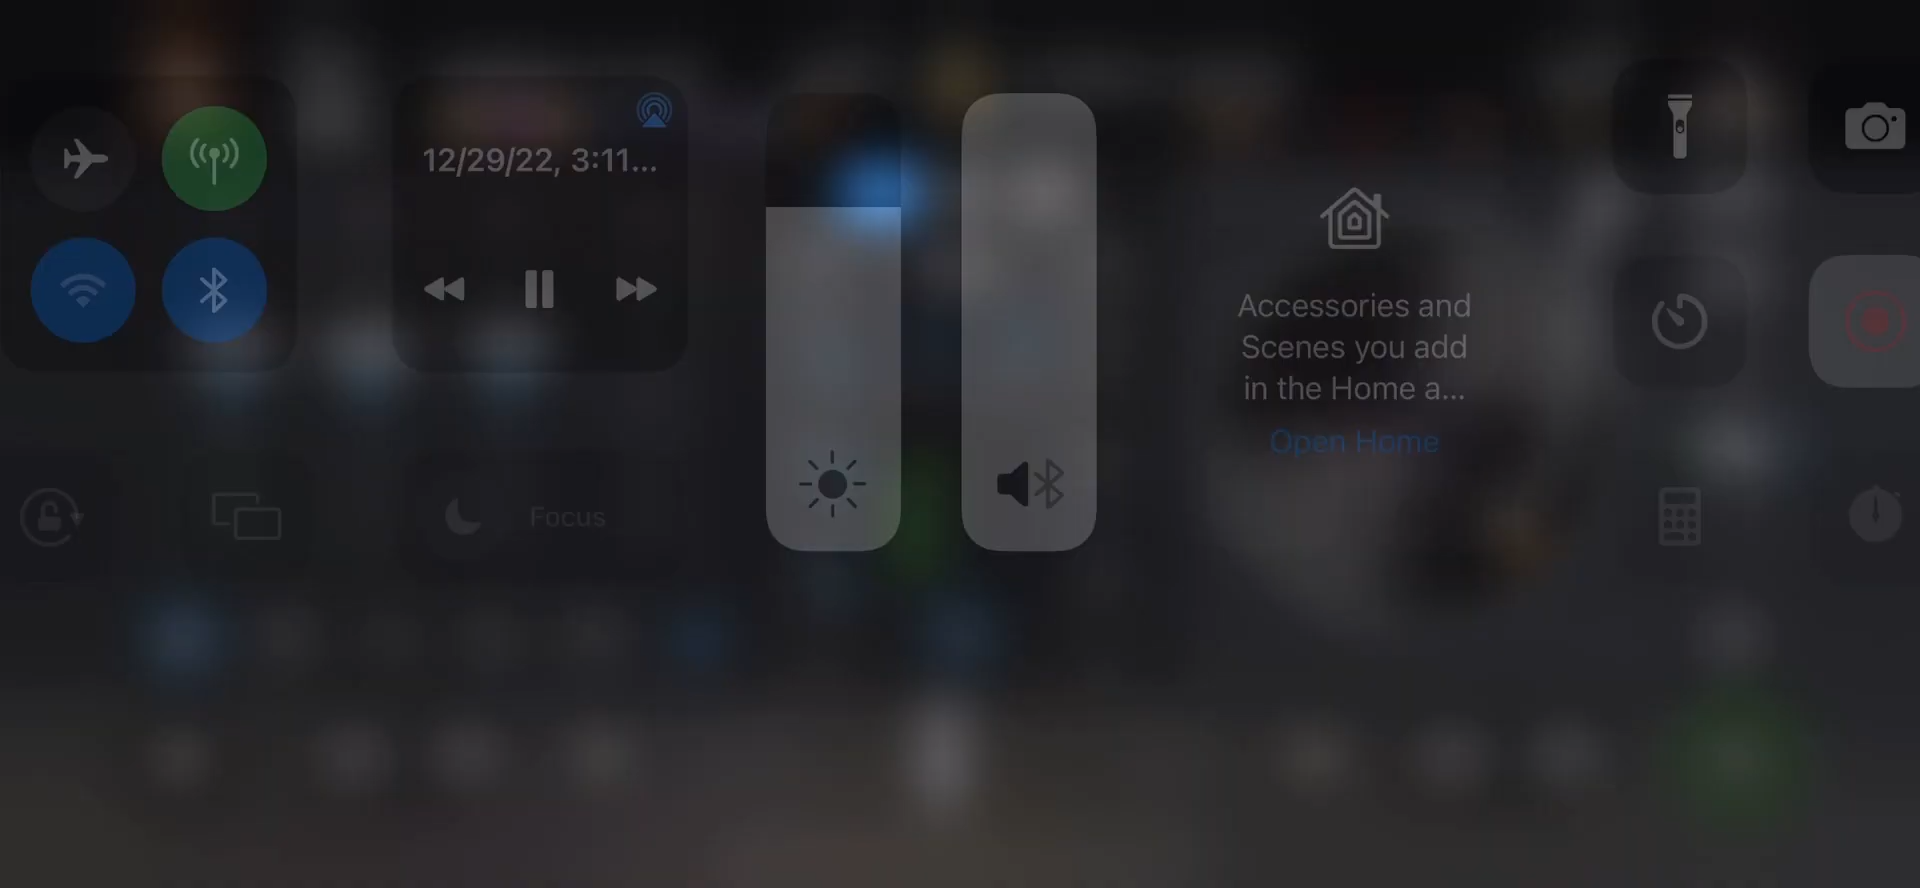 12/29/22, 3:11...
Accessories and
Scenes you add
in the Home a...
Open Home
Focus